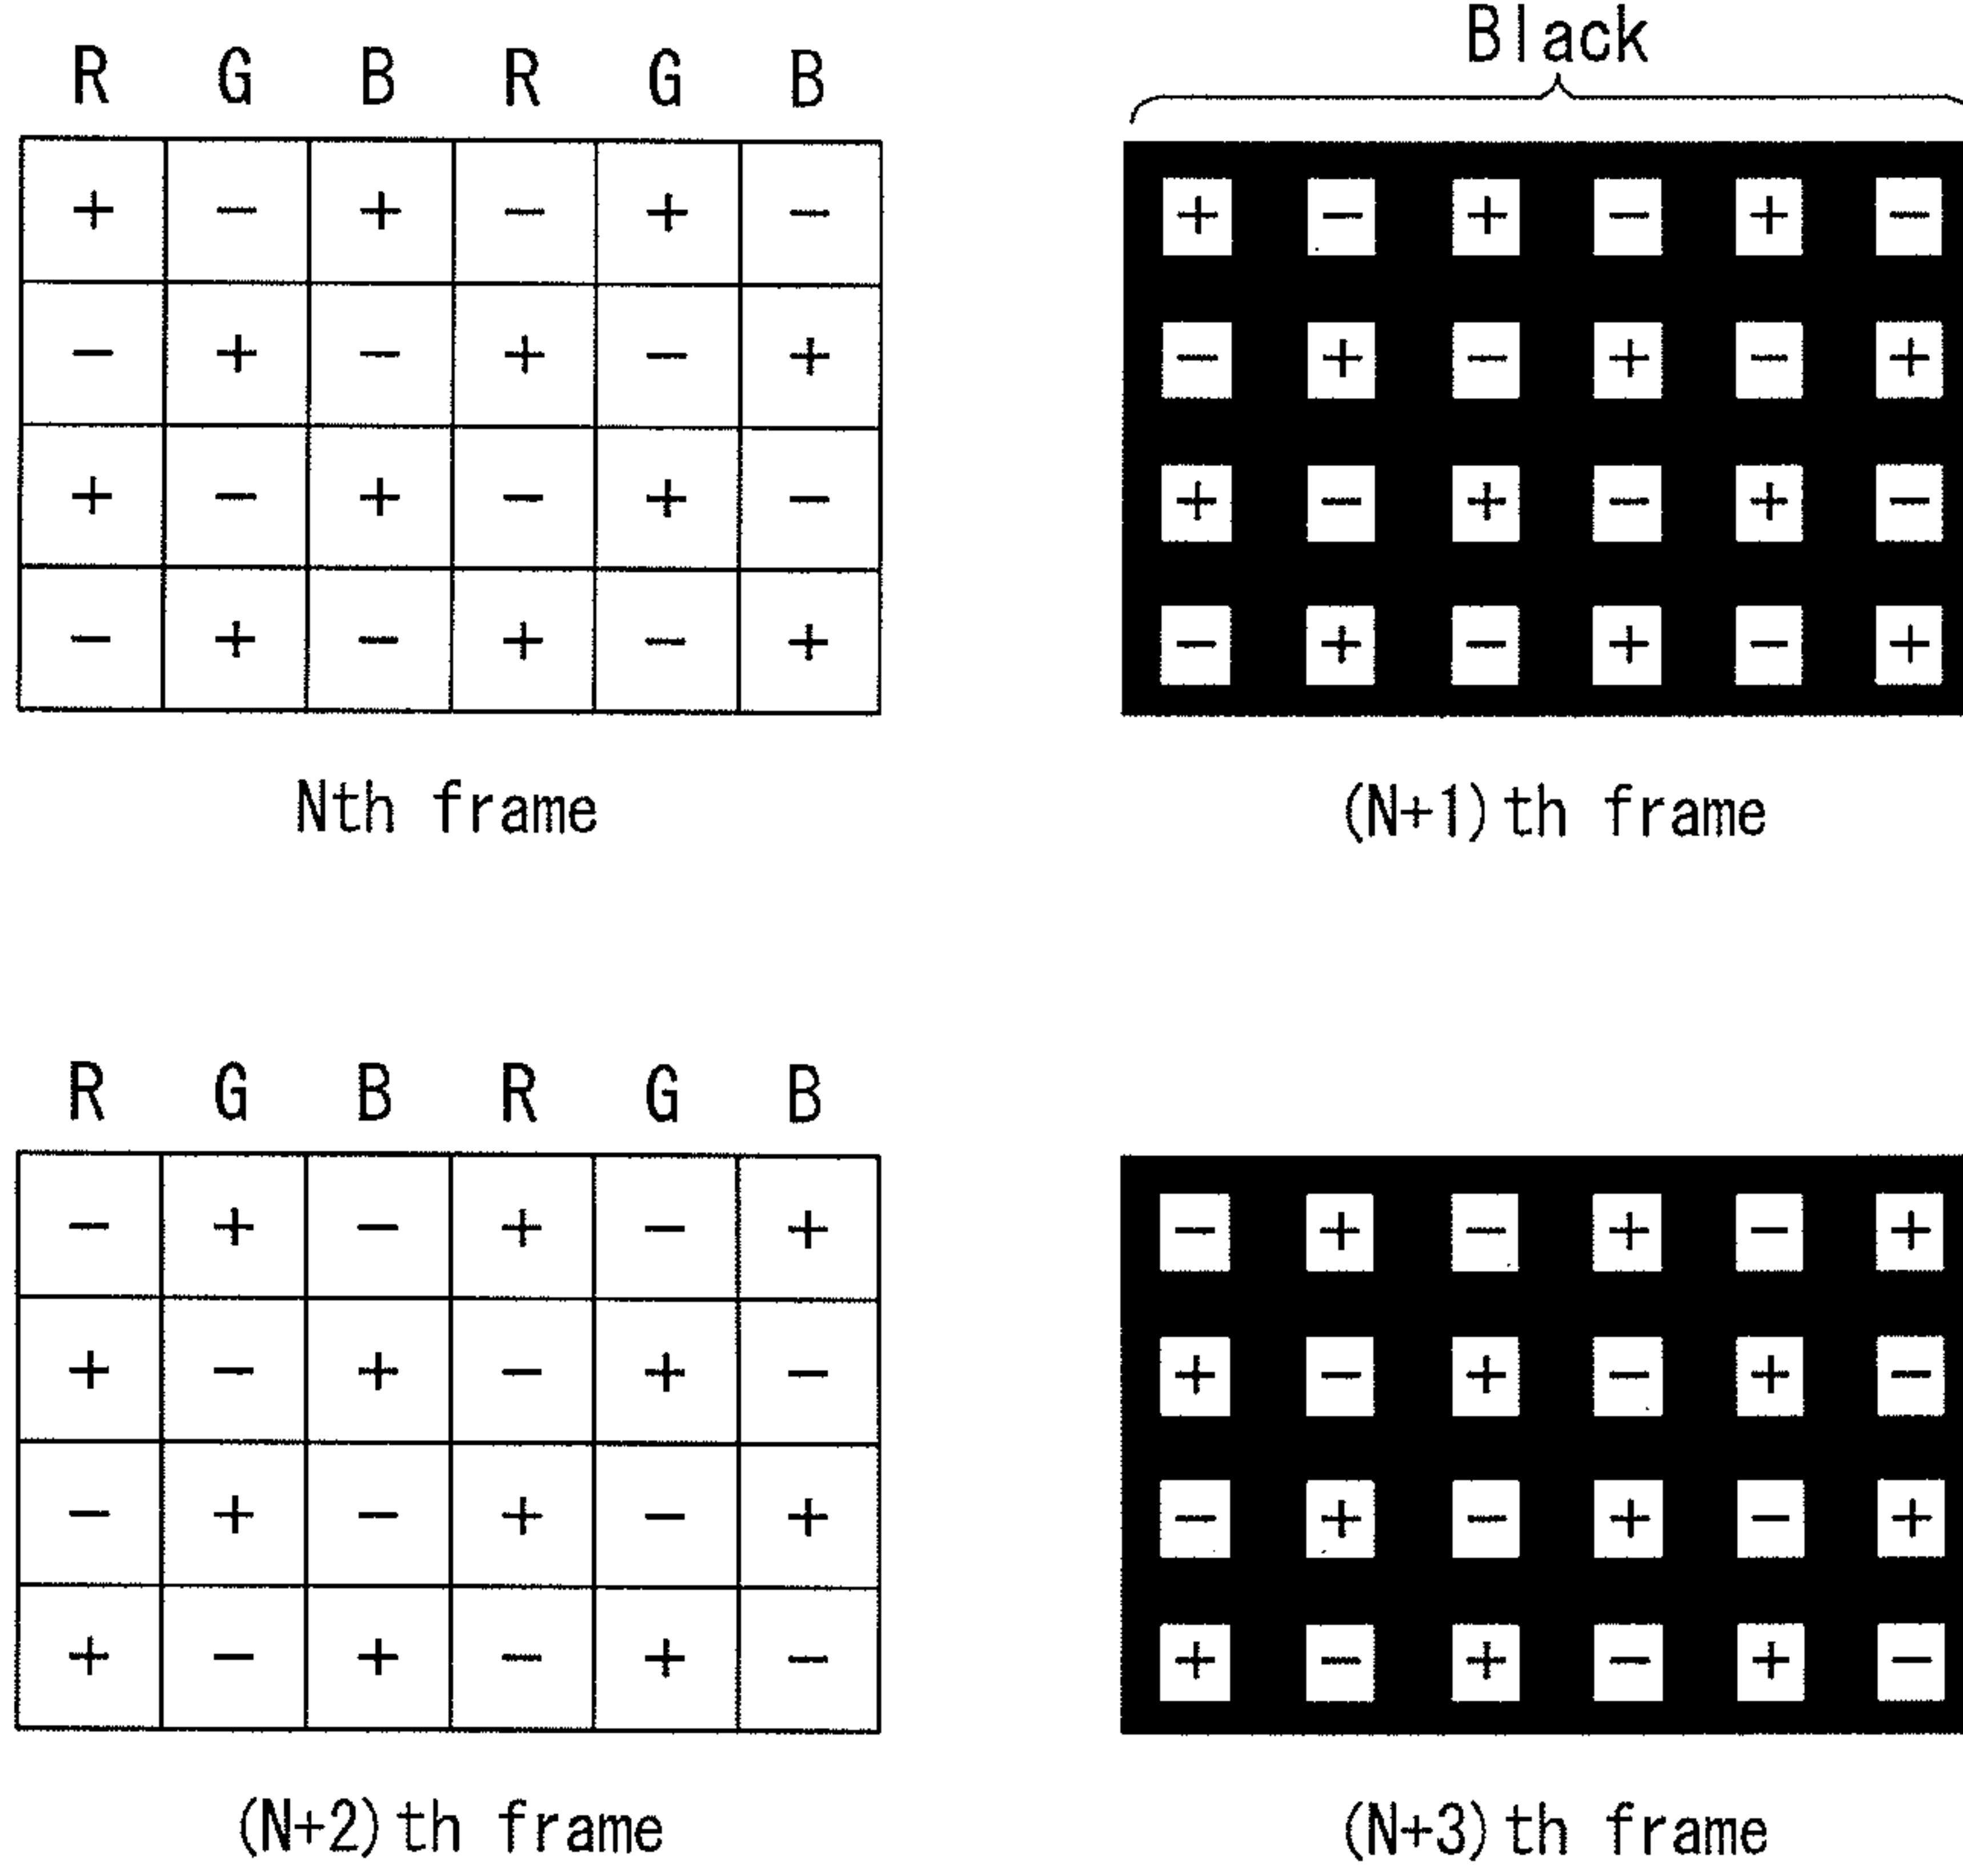 R G B R G B
Black
+ − + − + −
− + − + − +
+ − + − + −
− + − + − +
Nth frame
+ − + − + −
− + − + − +
+ − + − + −
− + − + − +
(N+1)th frame
R G B R G B
− + − + − +
+ − + − + −
− + − + − +
+ − + − + −
(N+2)th frame
− + − + − +
+ − + − + −
− + − + − +
+ − + − + −
(N+3)th frame